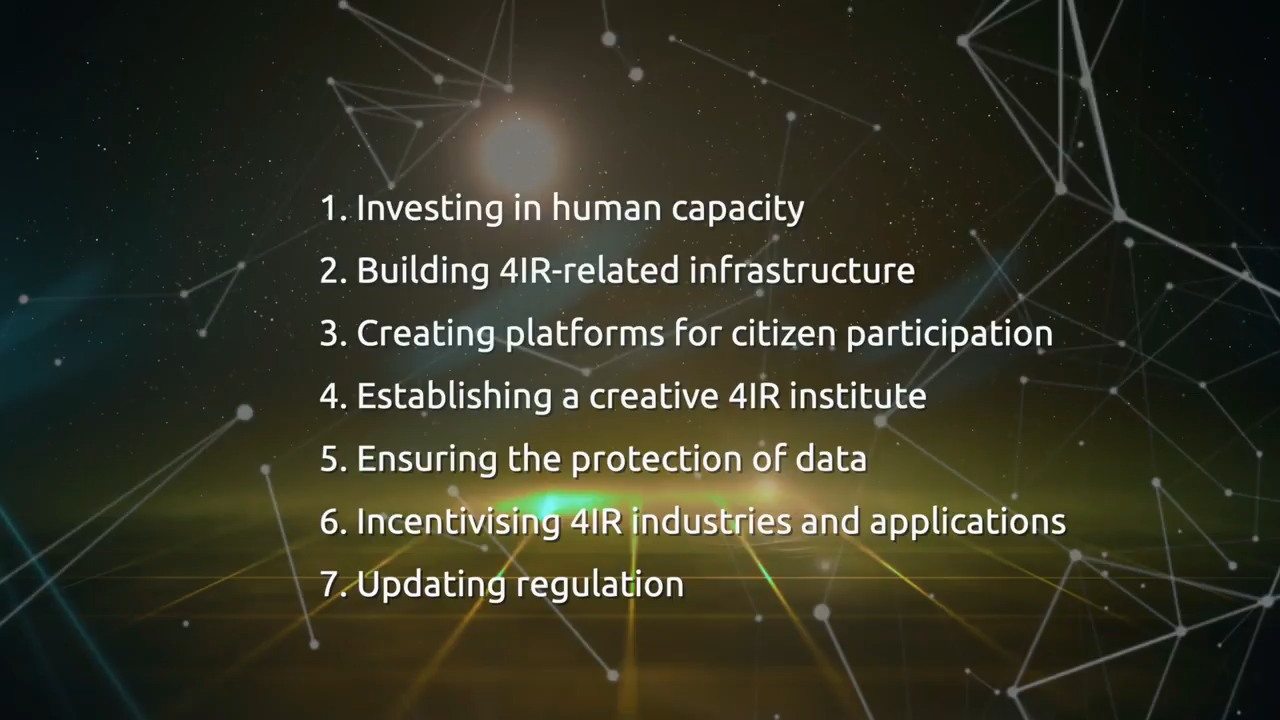 1. Investing in human capacity
2. Building 4IR-related infrastructure
3. Creating platforms for citizen participation
4. Establishing a creative 4IR institute
5. Ensuring the protection of data
6. Incentivising 4IR industries and applications
7. Updating regulation